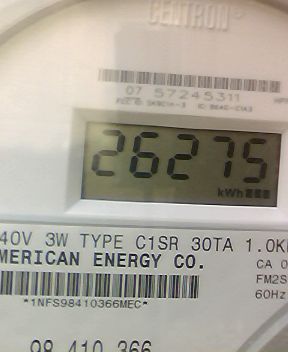 CENTRON®
07 57245311
26275
kWh
40V 3W TYPE C1SR 30TA 1.0K
MERICAN ENERGY CO.
CA 0
FM2S
*1NFS98410366MEC*
60Hz
98 410 366